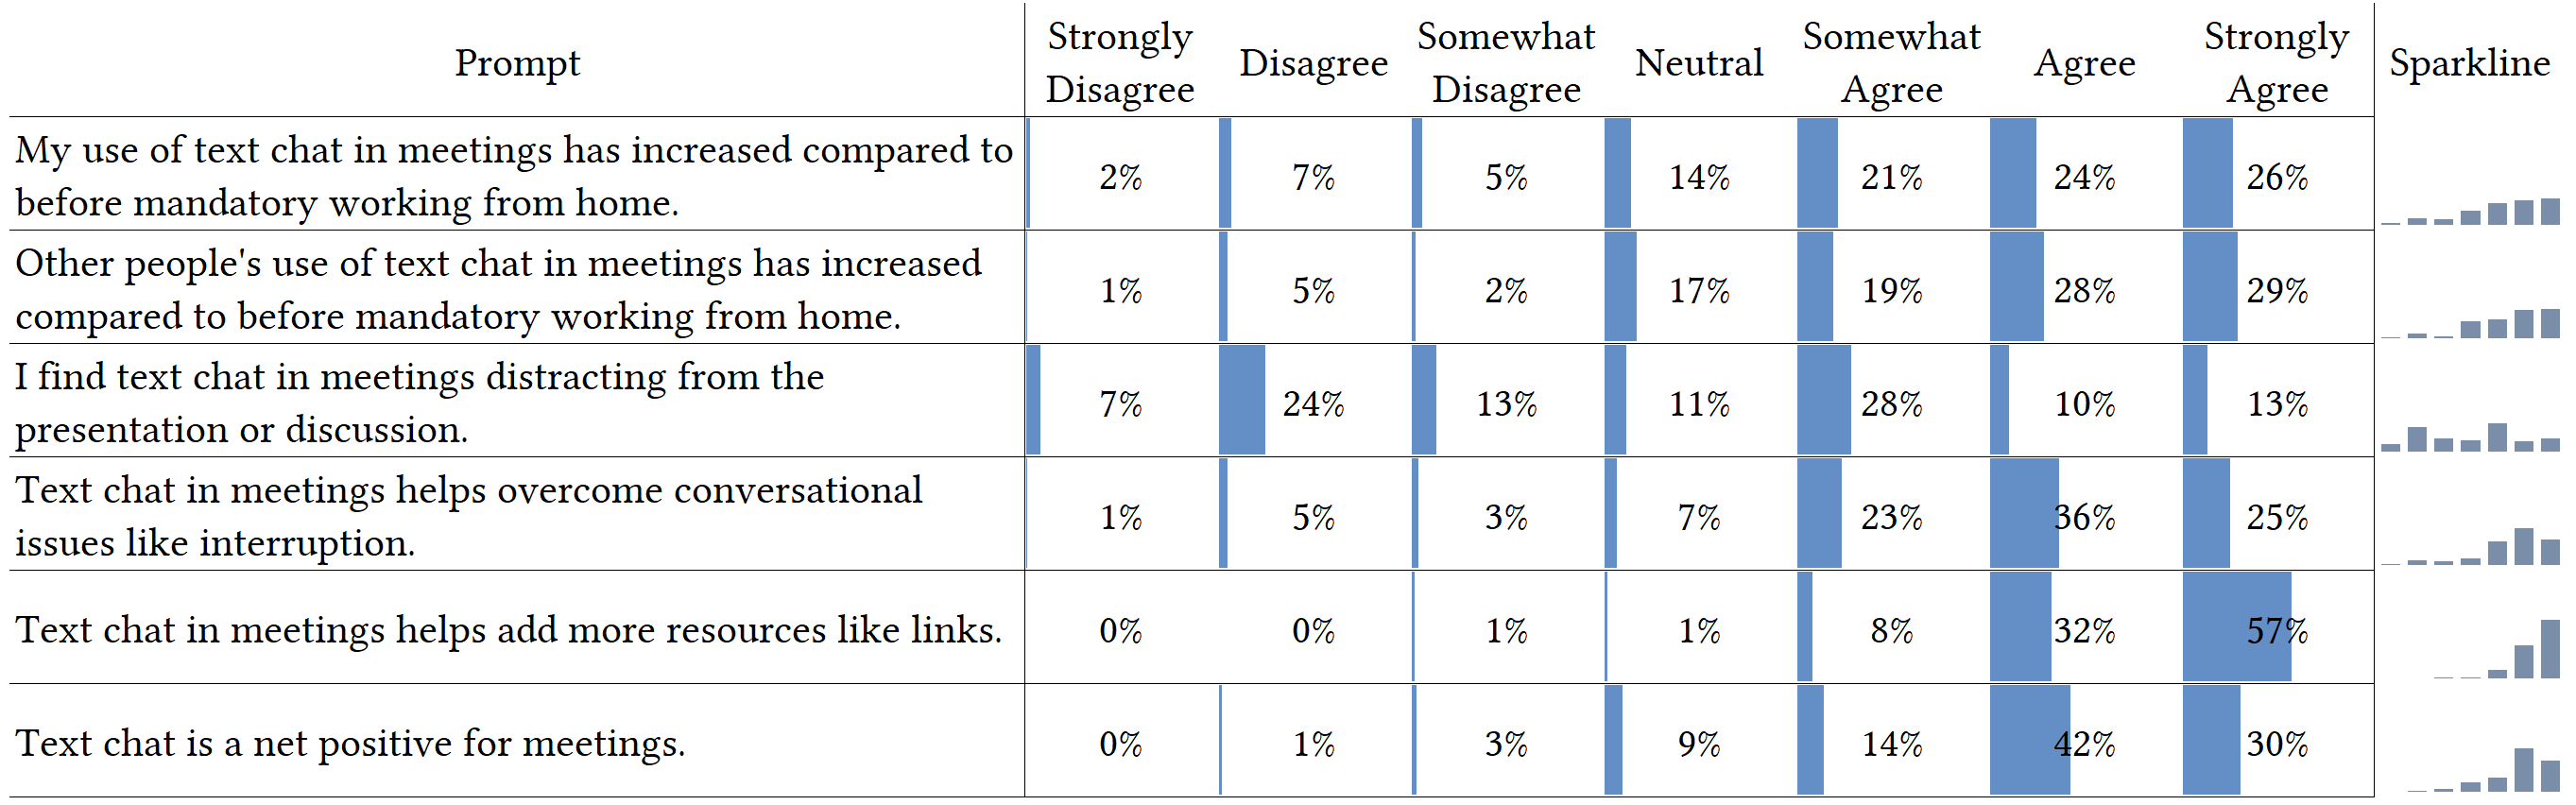 Prompt Strongly Disagree Disagree Somewhat Disagree Neutral Somewhat Agree Agree Strongly Agree Sparkline
My use of text chat in meetings has increased compared to
before mandatory working from home. 2% 7% 5% 14% 21% 24% 26%
Other people's use of text chat in meetings has increased
compared to before mandatory working from home. 1% 5% 2% 17% 19% 28% 29%
I find text chat in meetings distracting from the
presentation or discussion. 7% 24% 13% 11% 28% 10% 13%
Text chat in meetings helps overcome conversational
issues like interruption. 1% 5% 3% 7% 23% 36% 25%
Text chat in meetings helps add more resources like links. 0% 0% 1% 1% 8% 32% 57%
Text chat is a net positive for meetings. 0% 1% 3% 9% 14% 42% 30%